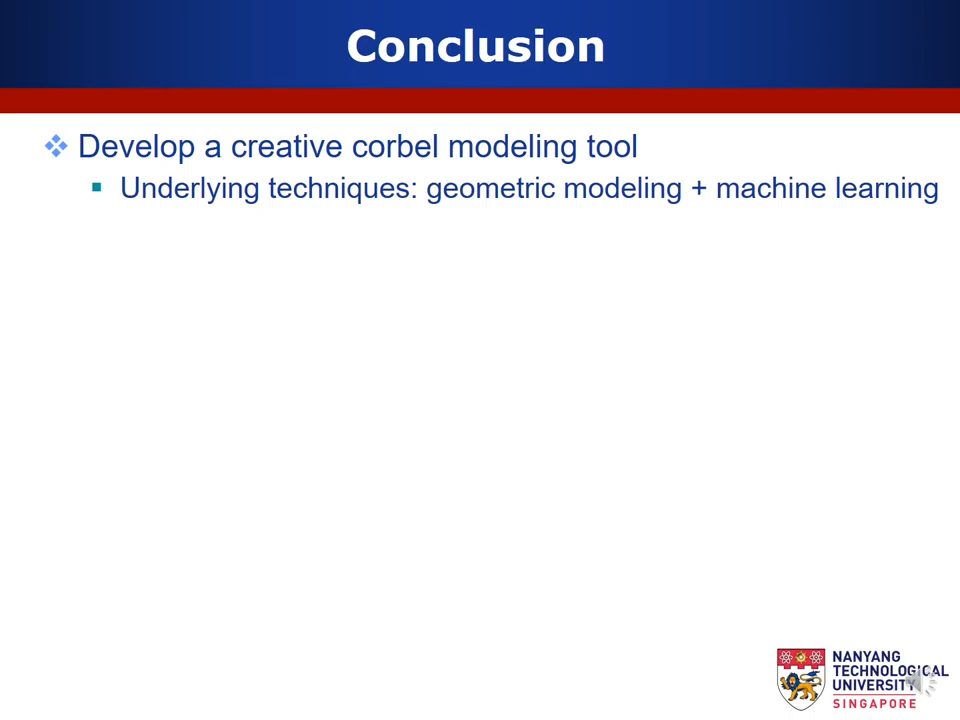 Conclusion
Develop a creative corbel modeling tool
Underlying techniques: geometric modeling + machine learning
NANYANG
TECHNOLOGICAL
UNIVERSITY
SINGAPORE